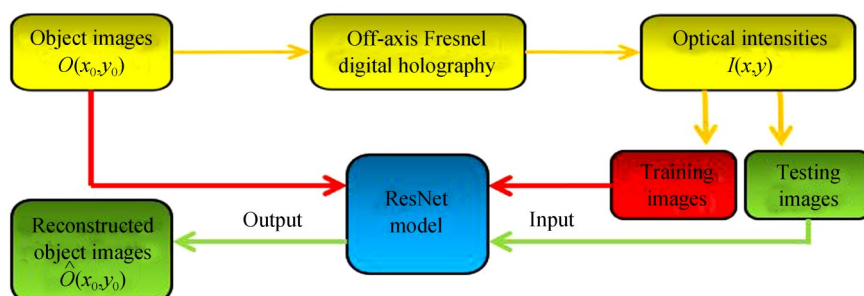 Object images
O(x₀,y₀)
Off-axis Fresnel
digital holography
Optical intensities
I(x,y)
Training
images
Testing
images
ResNet
model
Reconstructed
object images
Ô(x₀,y₀)
Output
Input